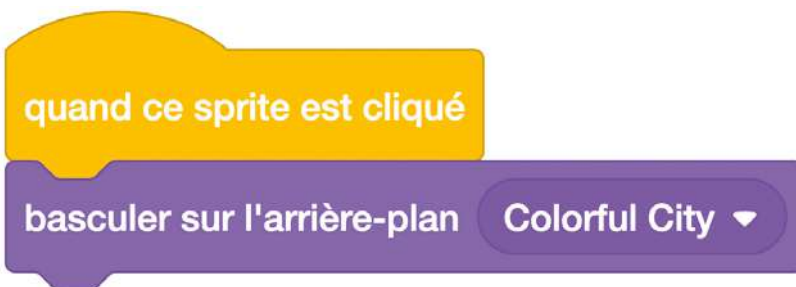 quand ce sprite est cliqué
basculer sur l'arrière-plan Colorful City